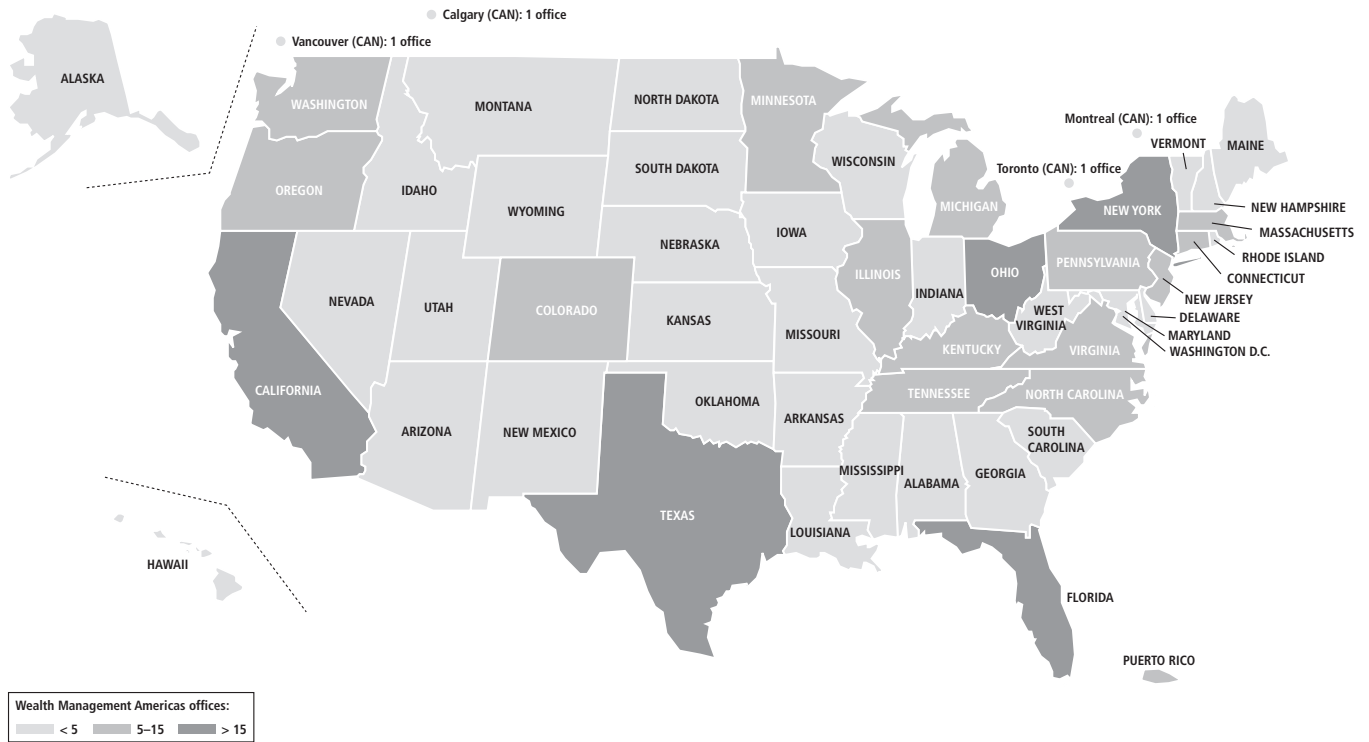 Calgary (CAN): 1 office
Vancouver (CAN): 1 office
ALASKA
WASHINGTON
MONTANA
NORTH DAKOTA
MINNESOTA
Montreal (CAN): 1 office
VERMONT
MAINE
WISCONSIN
Toronto (CAN): 1 office
SOUTH DAKOTA
OREGON
IDAHO
WYOMING
MICHIGAN
NEW YORK
NEW HAMPSHIRE
MASSACHUSETTS
NEBRASKA
IOWA
RHODE ISLAND
PENNSYLVANIA
CONNECTICUT
ILLINOIS
OHIO
INDIANA
NEVADA
UTAH
COLORADO
NEW JERSEY
WEST
VIRGINIA
DELAWARE
KANSAS
MISSOURI
MARYLAND
KENTUCKY
VIRGINIA
WASHINGTON D.C.
CALIFORNIA
TENNESSEE
NORTH CAROLINA
OKLAHOMA
ARKANSAS
ARIZONA
NEW MEXICO
SOUTH
CAROLINA
MISSISSIPPI
ALABAMA
GEORGIA
TEXAS
LOUISIANA
HAWAII
FLORIDA
PUERTO RICO
Wealth Management Americas offices:
< 5 5–15 > 15